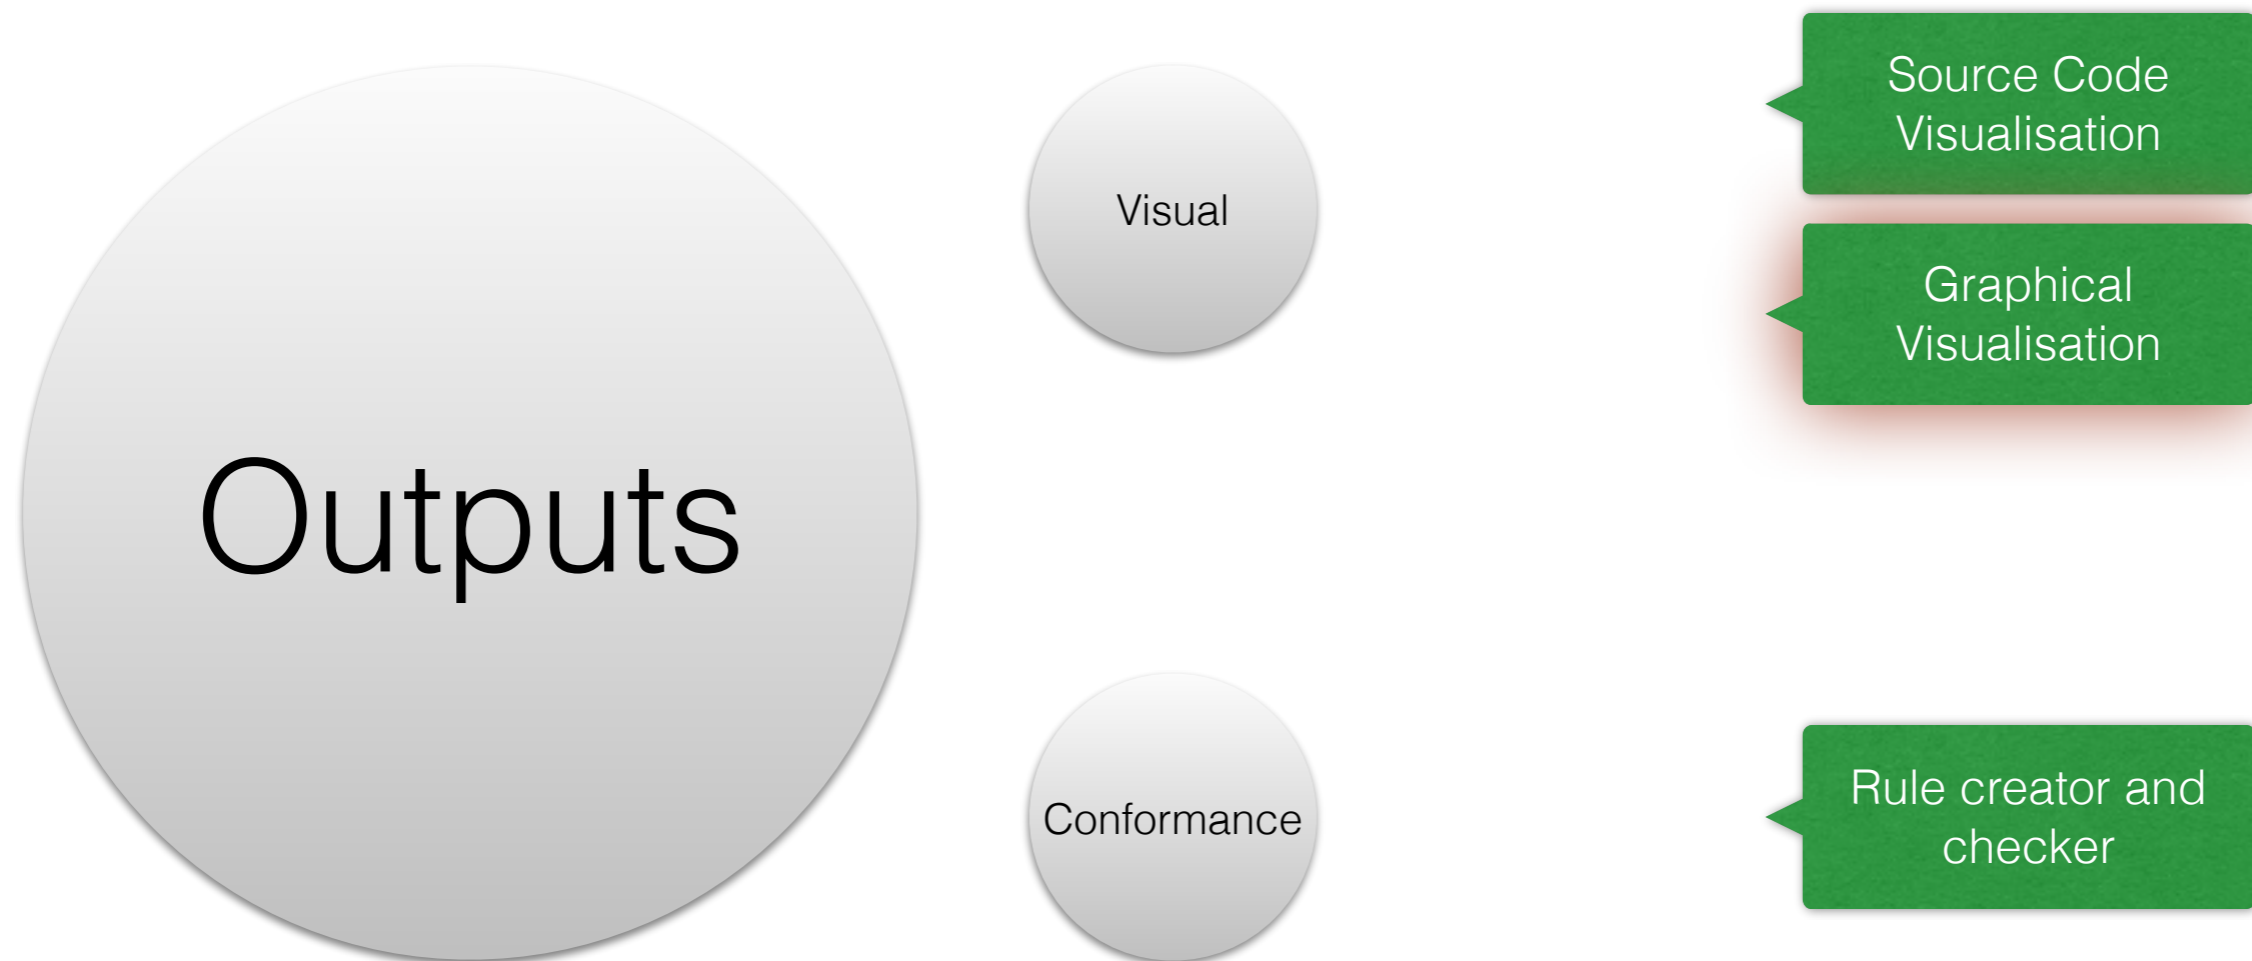 Outputs
Visual
Source Code
Visualisation
Graphical
Visualisation
Conformance
Rule creator and
checker